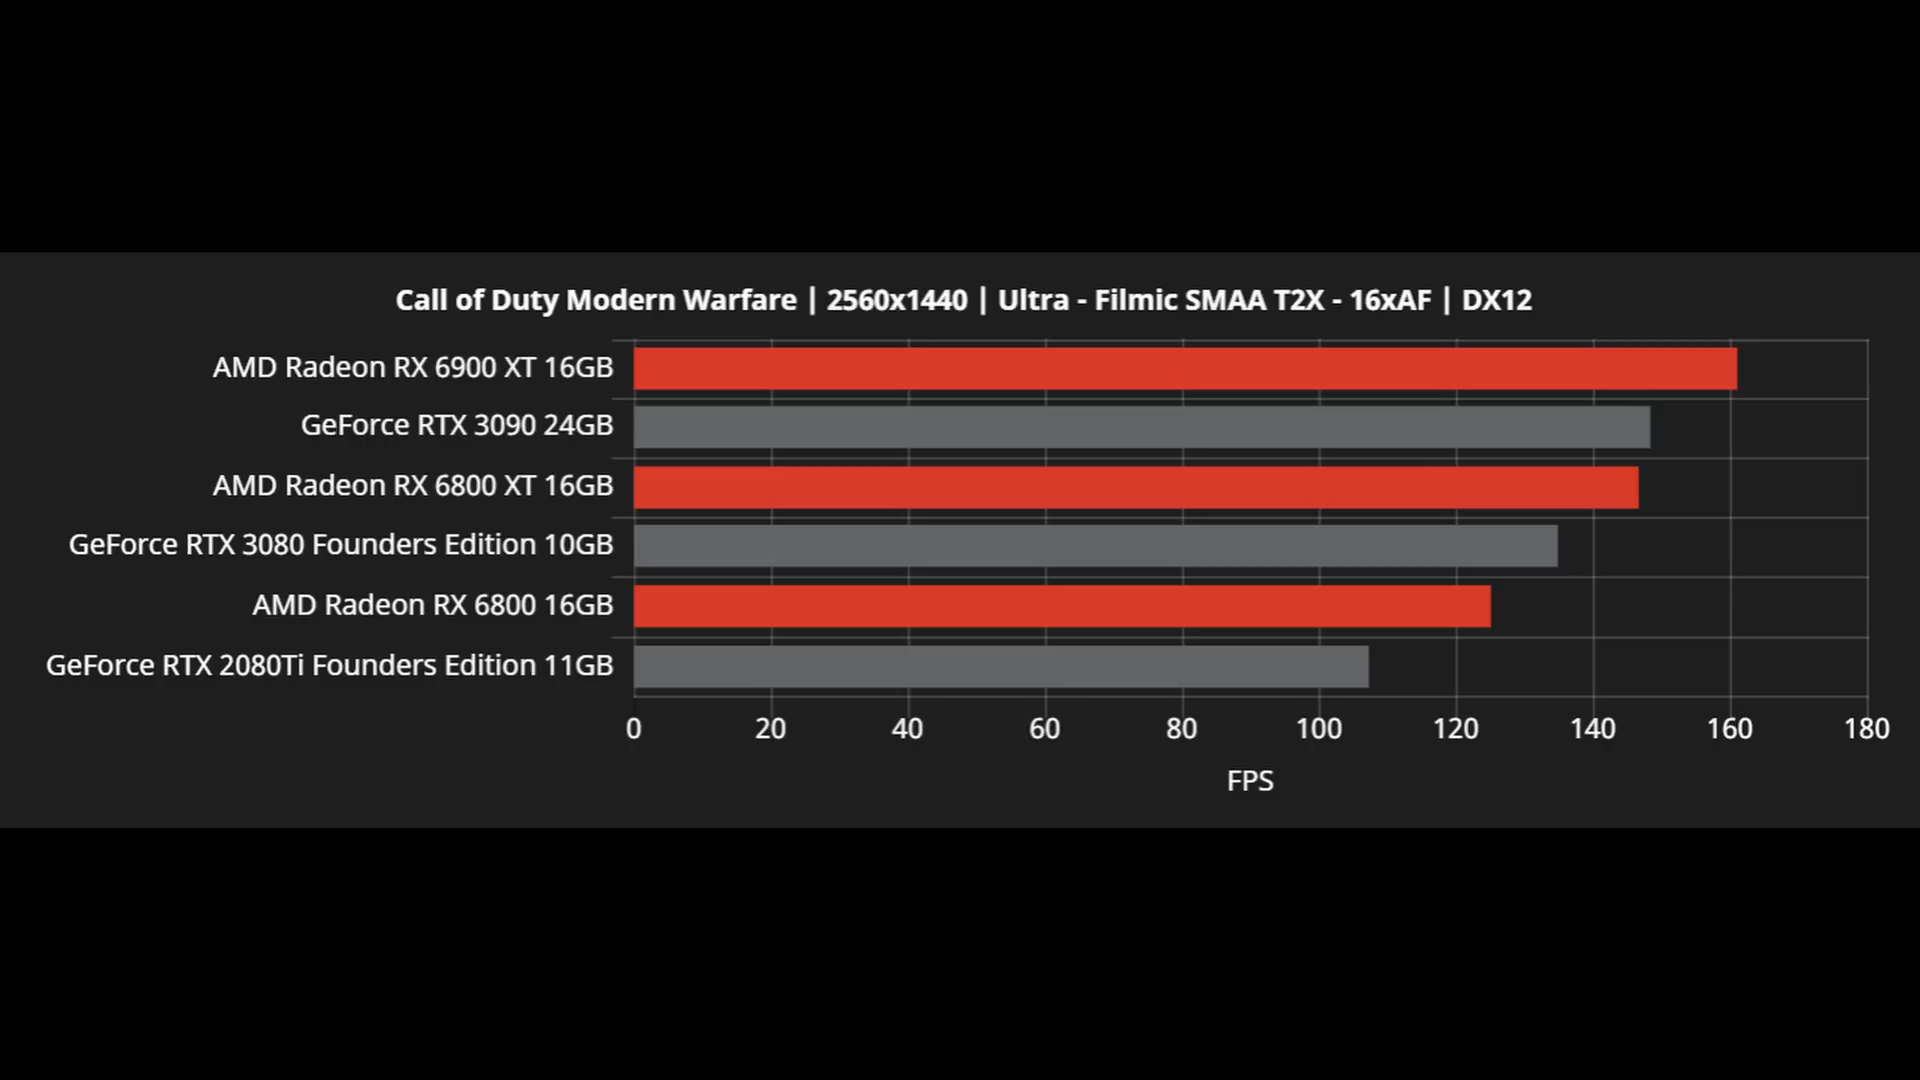 Call of Duty Modern Warfare | 2560x1440 | Ultra - Filmic SMAA T2X - 16xAF | DX12
AMD Radeon RX 6900 XT 16GB
GeForce RTX 3090 24GB
AMD Radeon RX 6800 XT 16GB
GeForce RTX 3080 Founders Edition 10GB
AMD Radeon RX 6800 16GB
GeForce RTX 2080Ti Founders Edition 11GB
0 20 40 60 80 100 120 140 160 180
FPS